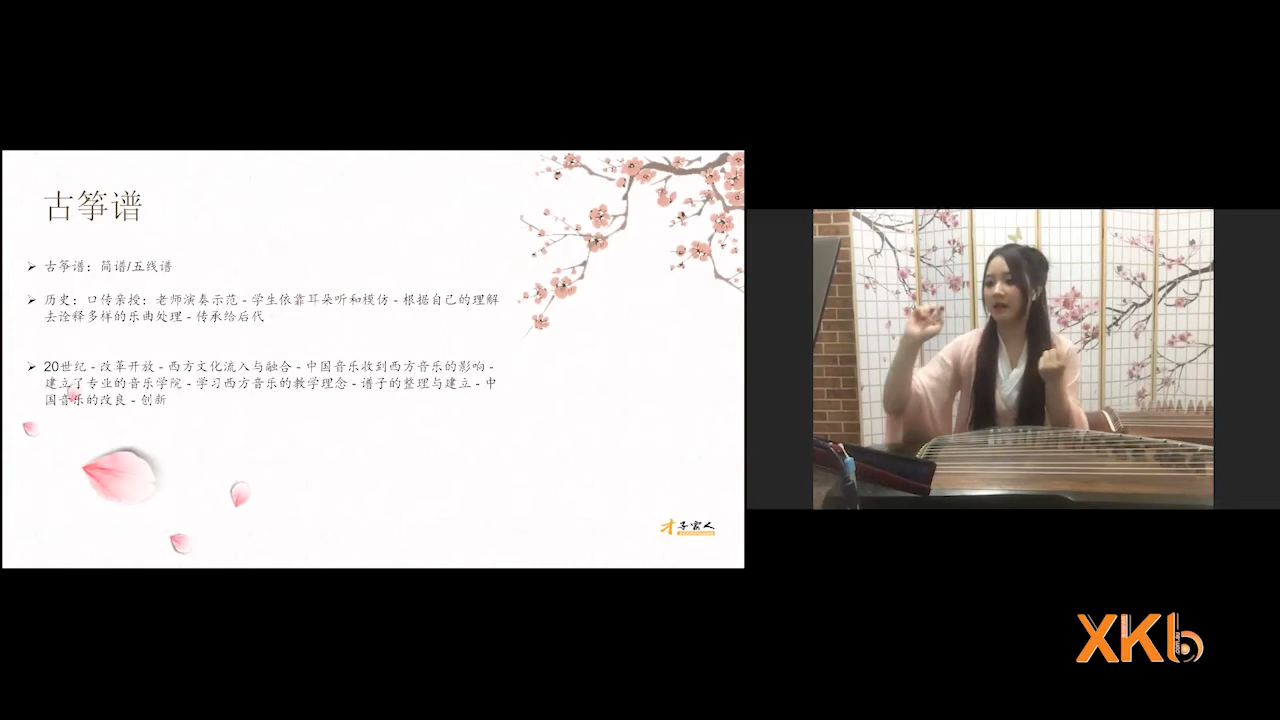 古筝谱
➢ 古筝谱：简谱/五线谱
➢ 历史：口传亲授：老师演奏示范 - 学生依靠耳朵听和模仿 - 根据自己的理解
去诠释多样的乐曲处理 - 传承给后代
➢ 20世纪 - 改革开放 - 西方文化流入与融合 - 中国音乐收到西方音乐的影响 -
建立了专业的音乐学院 - 学习西方音乐的教学理念 - 谱子的整理与建立 - 中
国音乐的改良 - 创新
才子家人
XKb